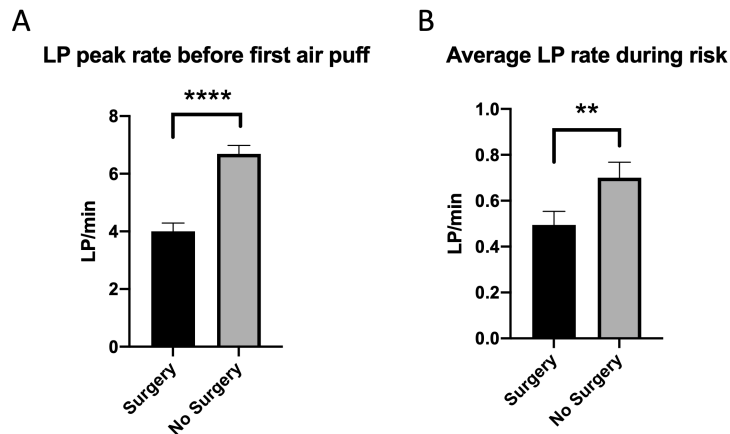 A
LP peak rate before first air puff
****
8
6
4
2
0
LP/min
Surgery
No Surgery
B
Average LP rate during risk
**
1.0
0.8
0.6
0.4
0.2
0.0
LP/min
Surgery
No Surgery